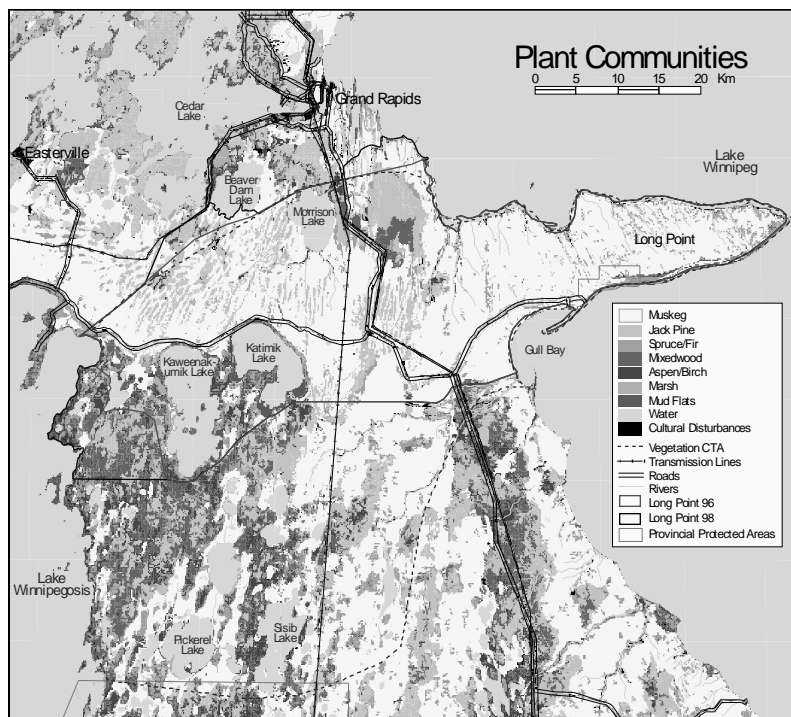 Plant Communities
0 5 10 15 20 Km
Grand Rapids
Cedar
Lake
Easterville
Lake
Winnipeg
Beaver
Dam
Lake
Morrison
Lake
Long Point
Gull Bay
Kaweenak-
umik Lake
Katimik
Lake
Lake
Winnipegosis
Pickerel
Lake
Sisib
Lake
Muskeg
Jack Pine
Spruce/Fir
Mixedwood
Aspen/Birch
Marsh
Mud Flats
Water
Cultural Disturbances
Vegetation CTA
Transmission Lines
Roads
Rivers
Long Point 96
Long Point 98
Provincial Protected Areas